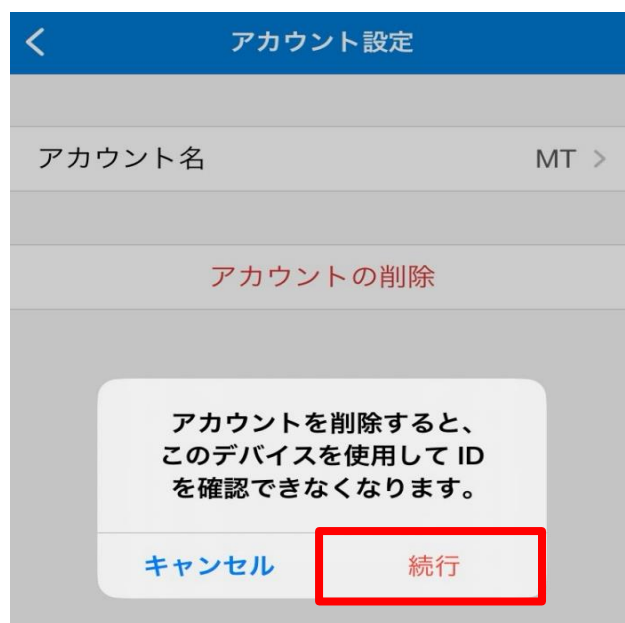 アカウント設定
アカウント名 MT
アカウントの削除
アカウントを削除すると、
このデバイスを使用して ID
を確認できなくなります。
キャンセル 続行